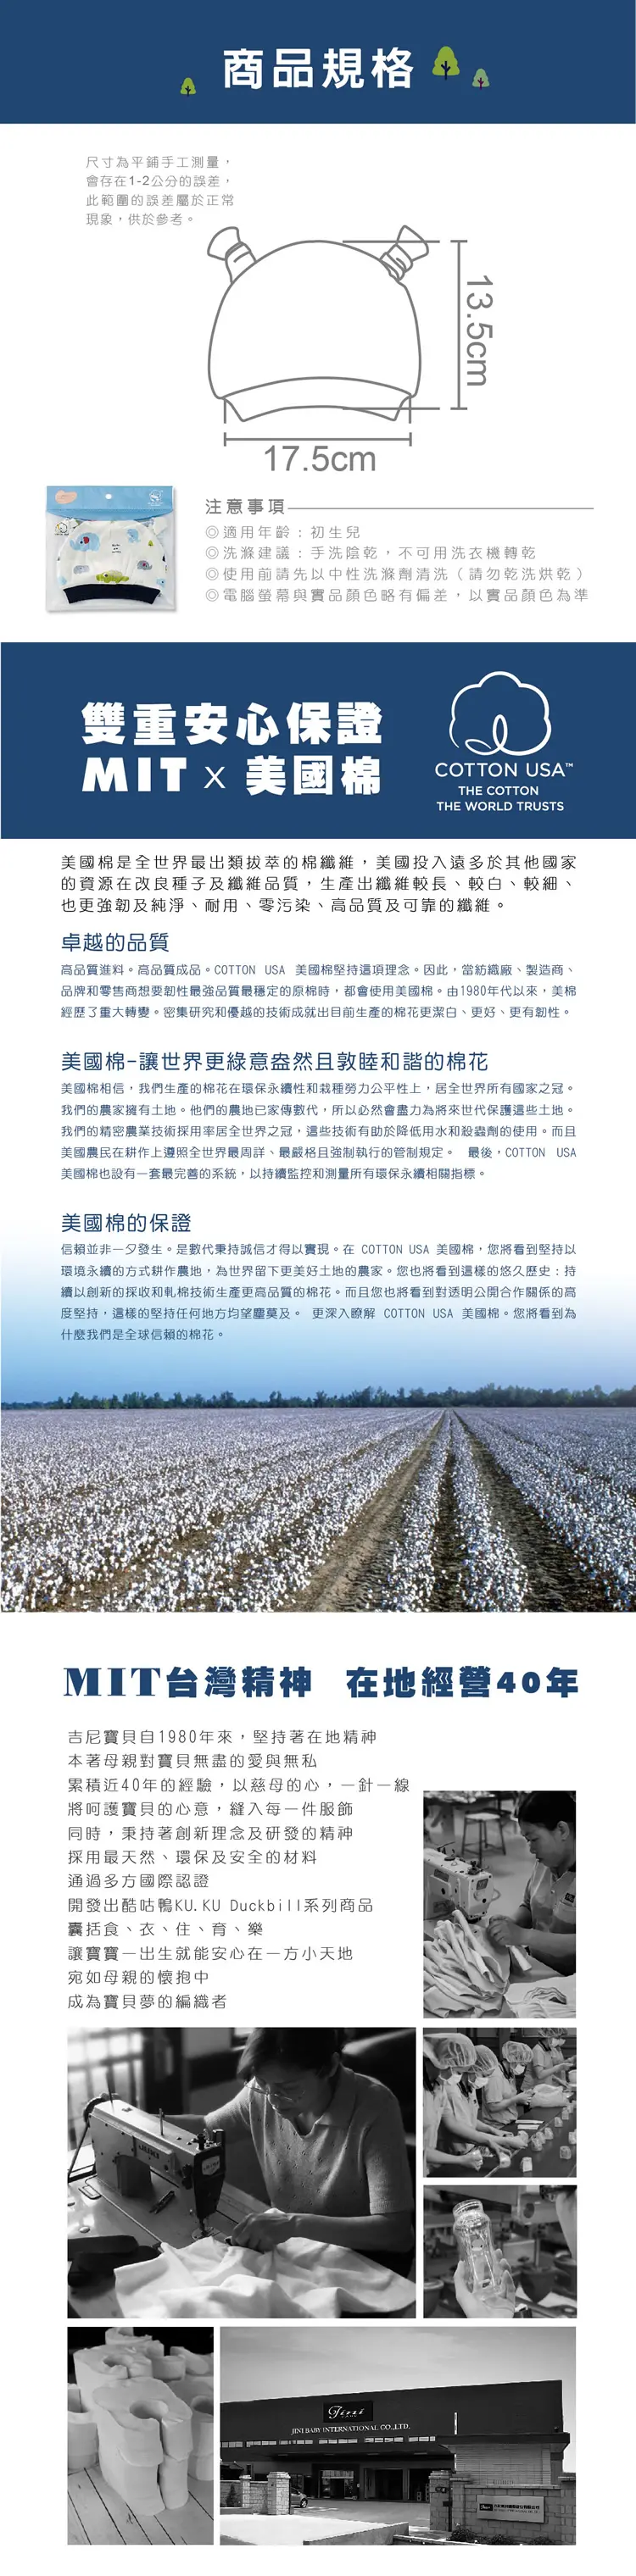 商品規格
尺寸為平鋪手工測量，
會存在1-2公分的誤差，
此範圍的誤差屬於正常
現象，供於參考。
13.5cm
17.5cm
注意事項
◎適用年齡：初生兒
◎洗滌建議：手洗陰乾，不可用洗衣機轉乾
◎使用前請先以中性洗滌劑清洗（請勿乾洗烘乾）
◎電腦螢幕與實品顏色略有偏差，以實品顏色為準
雙重安心保證
MIT x 美國棉
COTTON USA™
THE COTTON
THE WORLD TRUSTS
美國棉是全世界最出類拔萃的棉纖維，美國投入遠多於其他國家
的資源在改良種子及纖維品質，生產出纖維較長、較白、較細、
也更強韌及純淨、耐用、零污染、高品質及可靠的纖維。
卓越的品質
高品質進料。高品質成品。COTTON USA 美國棉堅持這項理念。因此，當紡織廠、製造商、
品牌和零售商想要韌性最強品質最穩定的原棉時，都會使用美國棉。由1980年代以來，美棉
經歷了重大轉變。密集研究和優越的技術成就出目前生產的棉花更潔白、更好、更有韌性。
美國棉-讓世界更綠意盎然且敦睦和諧的棉花
美國棉相信，我們生產的棉花在環保永續性和栽種勞力公平性上，居全世界所有國家之冠。
我們的農家擁有土地。他們的農地已家傳數代，所以必然會盡力為將來世代保護這些土地。
我們的精密農業技術採用率居全世界之冠，這些技術有助於降低用水和殺蟲劑的使用。而且
美國農民在耕作上遵照全世界最周詳、最嚴格且強制執行的管制規定。 最後，COTTON USA
美國棉也設有一套最完善的系統，以持續監控和測量所有環保永續相關指標。
美國棉的保證
信賴並非一夕發生。是數代秉持誠信才得以實現。在 COTTON USA 美國棉，您將看到堅持以
環境永續的方式耕作農地，為世界留下更美好土地的農家。您也將看到這樣的悠久歷史：持
續以創新的採收和軋棉技術生產更高品質的棉花。而且您也將看到對透明公開合作關係的高
度堅持，這樣的堅持任何地方均望塵莫及。 更深入瞭解 COTTON USA 美國棉。您將看到為
什麼我們是全球信賴的棉花。
MIT台灣精神 在地經營40年
吉尼寶貝自1980年來，堅持著在地精神
本著母親對寶貝無盡的愛與無私
累積近40年的經驗，以慈母的心，一針一線
將呵護寶貝的心意，縫入每一件服飾
同時，秉持著創新理念及研發的精神
採用最天然、環保及安全的材料
通過多方國際認證
開發出酷咕鴨KU.KU Duckbill系列商品
囊括食、衣、住、育、樂
讓寶寶一出生就能安心在一方小天地
宛如母親的懷抱中
成為寶貝夢的編織者
Jini
JINI BABY INTERNATIONAL CO.,LTD.